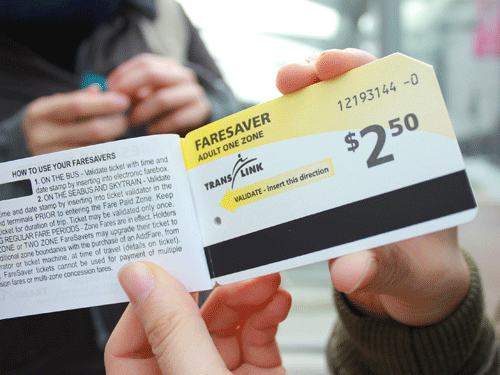 HOW TO USE YOUR FARESAVERS
1. ON THE BUS - Validate ticket with time and
date stamp by inserting into electronic farebox.
2. ON THE SEABUS AND SKYTRAIN - Validate
time and date stamp by inserting ticket into validator in the
terminals PRIOR to entering the Fare Paid Zone. Keep
for duration of trip. Ticket may be validated only once.
REGULAR FARE PERIODS - Zone Fares are in effect. Holders
ZONE or TWO ZONE FareSavers may upgrade their ticket to
additional zone boundaries with the purchase of an AddFare, from
or ticket machine, at time of travel (details on ticket).
FareSaver tickets cannot be used for payment of multiple
fares or multi-zone concession fares.
FARESAVER
ADULT ONE ZONE
TRANS LINK
VALIDATE - Insert this direction
12193144 -0
$2.50